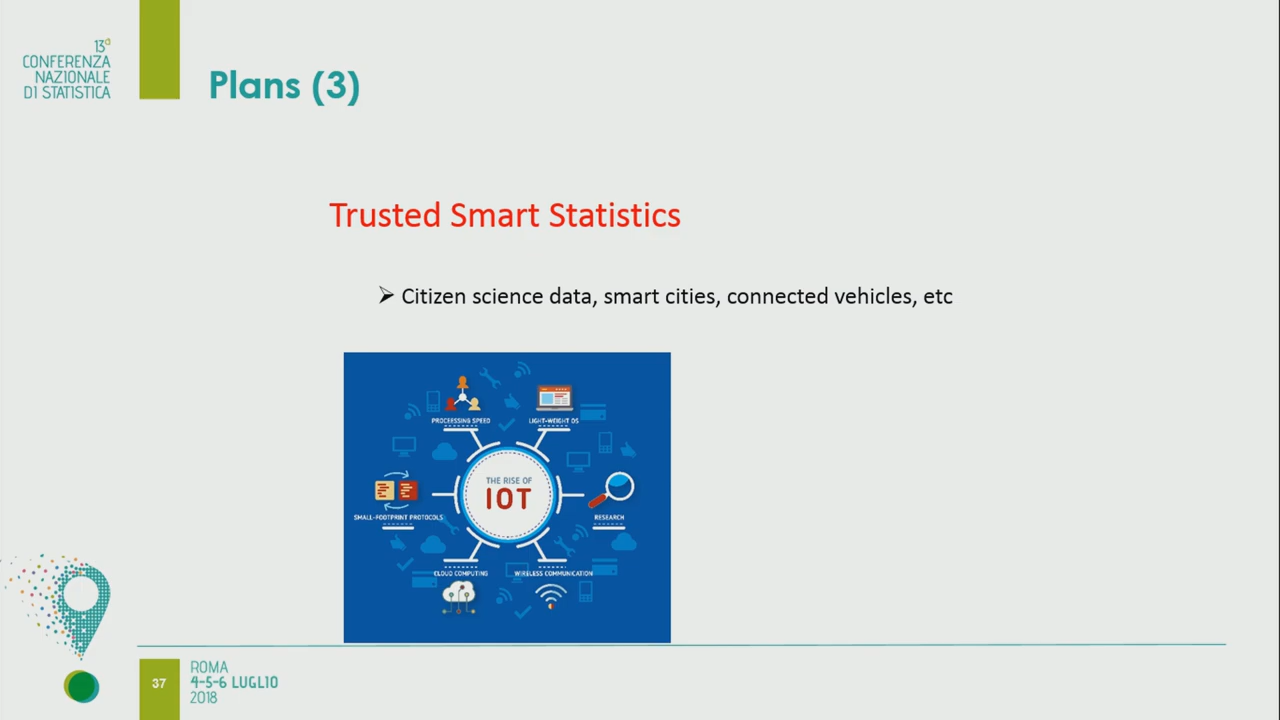 13ª
CONFERENZA
NAZIONALE
DI STATISTICA
Plans (3)
Trusted Smart Statistics
Citizen science data, smart cities, connected vehicles, etc
PROCESSING SPEED
LIGHT-WEIGHT OS
THE RISE OF
IOT
SMALL-FOOTPRINT PROTOCOLS
RESEARCH
CLOUD COMPUTING
WIRELESS COMMUNICATION
37
ROMA
4-5-6 LUGLIO
2018